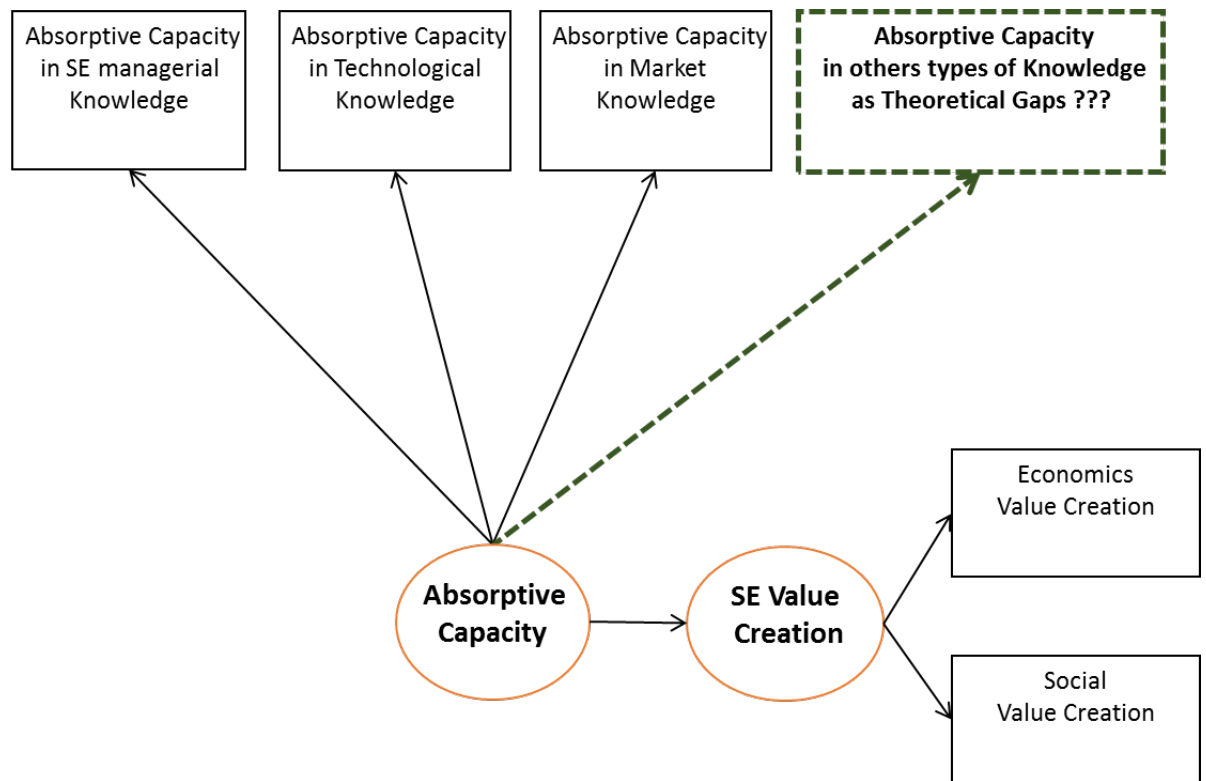 Absorptive Capacity
in SE managerial
Knowledge
Absorptive Capacity
in Technological
Knowledge
Absorptive Capacity
in Market
Knowledge
Absorptive Capacity
in others types of Knowledge
as Theoretical Gaps ???
Economics
Value Creation
Absorptive
Capacity
SE Value
Creation
Social
Value Creation